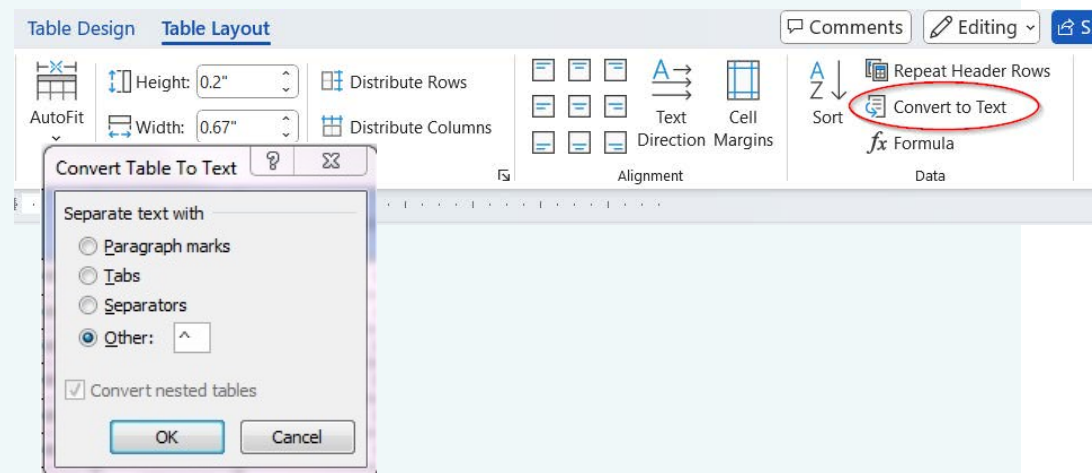 Table Design Table Layout Comments Editing S
Height: 0.2" Distribute Rows Repeat Header Rows
AutoFit Width: 0.67" Distribute Columns Text Direction Cell Margins Sort Convert to Text
fx Formula
Alignment Data
Convert Table To Text ?
Separate text with
Paragraph marks
Tabs
Separators
Other: ^
Convert nested tables
OK Cancel